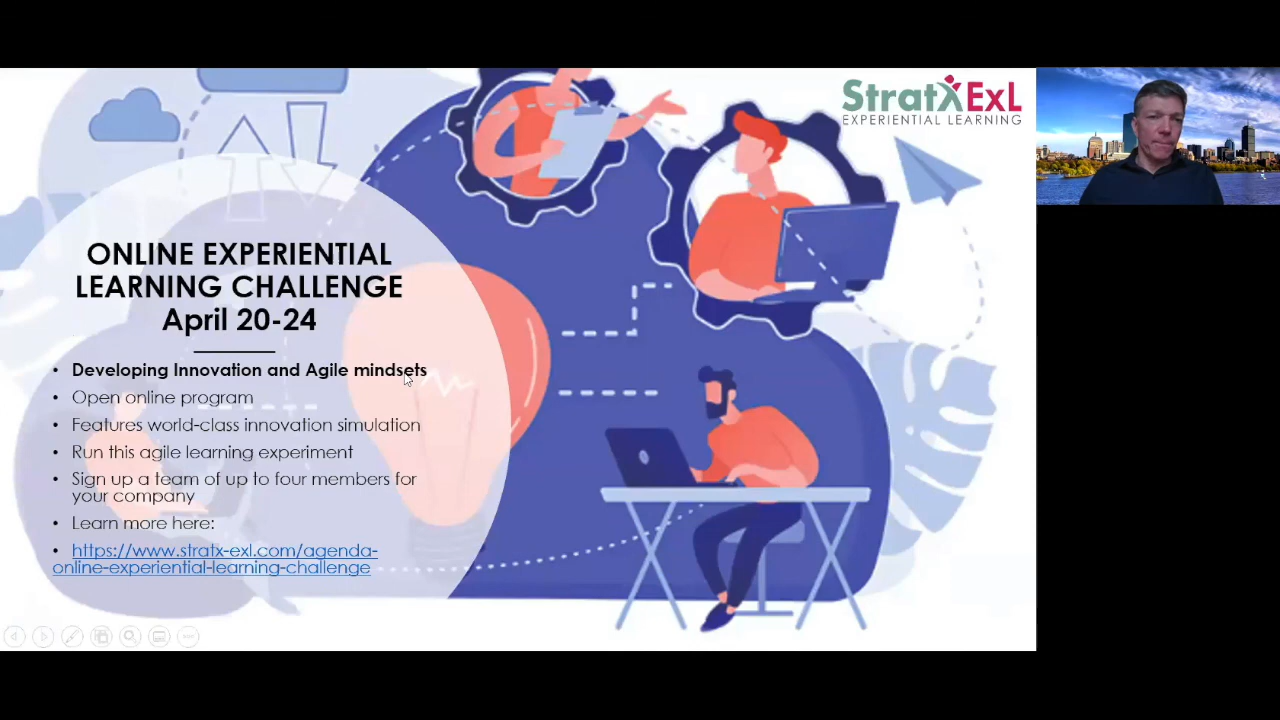 StratXExL
EXPERIENTIAL LEARNING
ONLINE EXPERIENTIAL
LEARNING CHALLENGE
April 20-24
• Developing Innovation and Agile mindsets
• Open online program
• Features world-class innovation simulation
• Run this agile learning experiment
• Sign up a team of up to four members for
your company
• Learn more here:
• https://www.stratx-exl.com/agenda-
online-experiential-learning-challenge